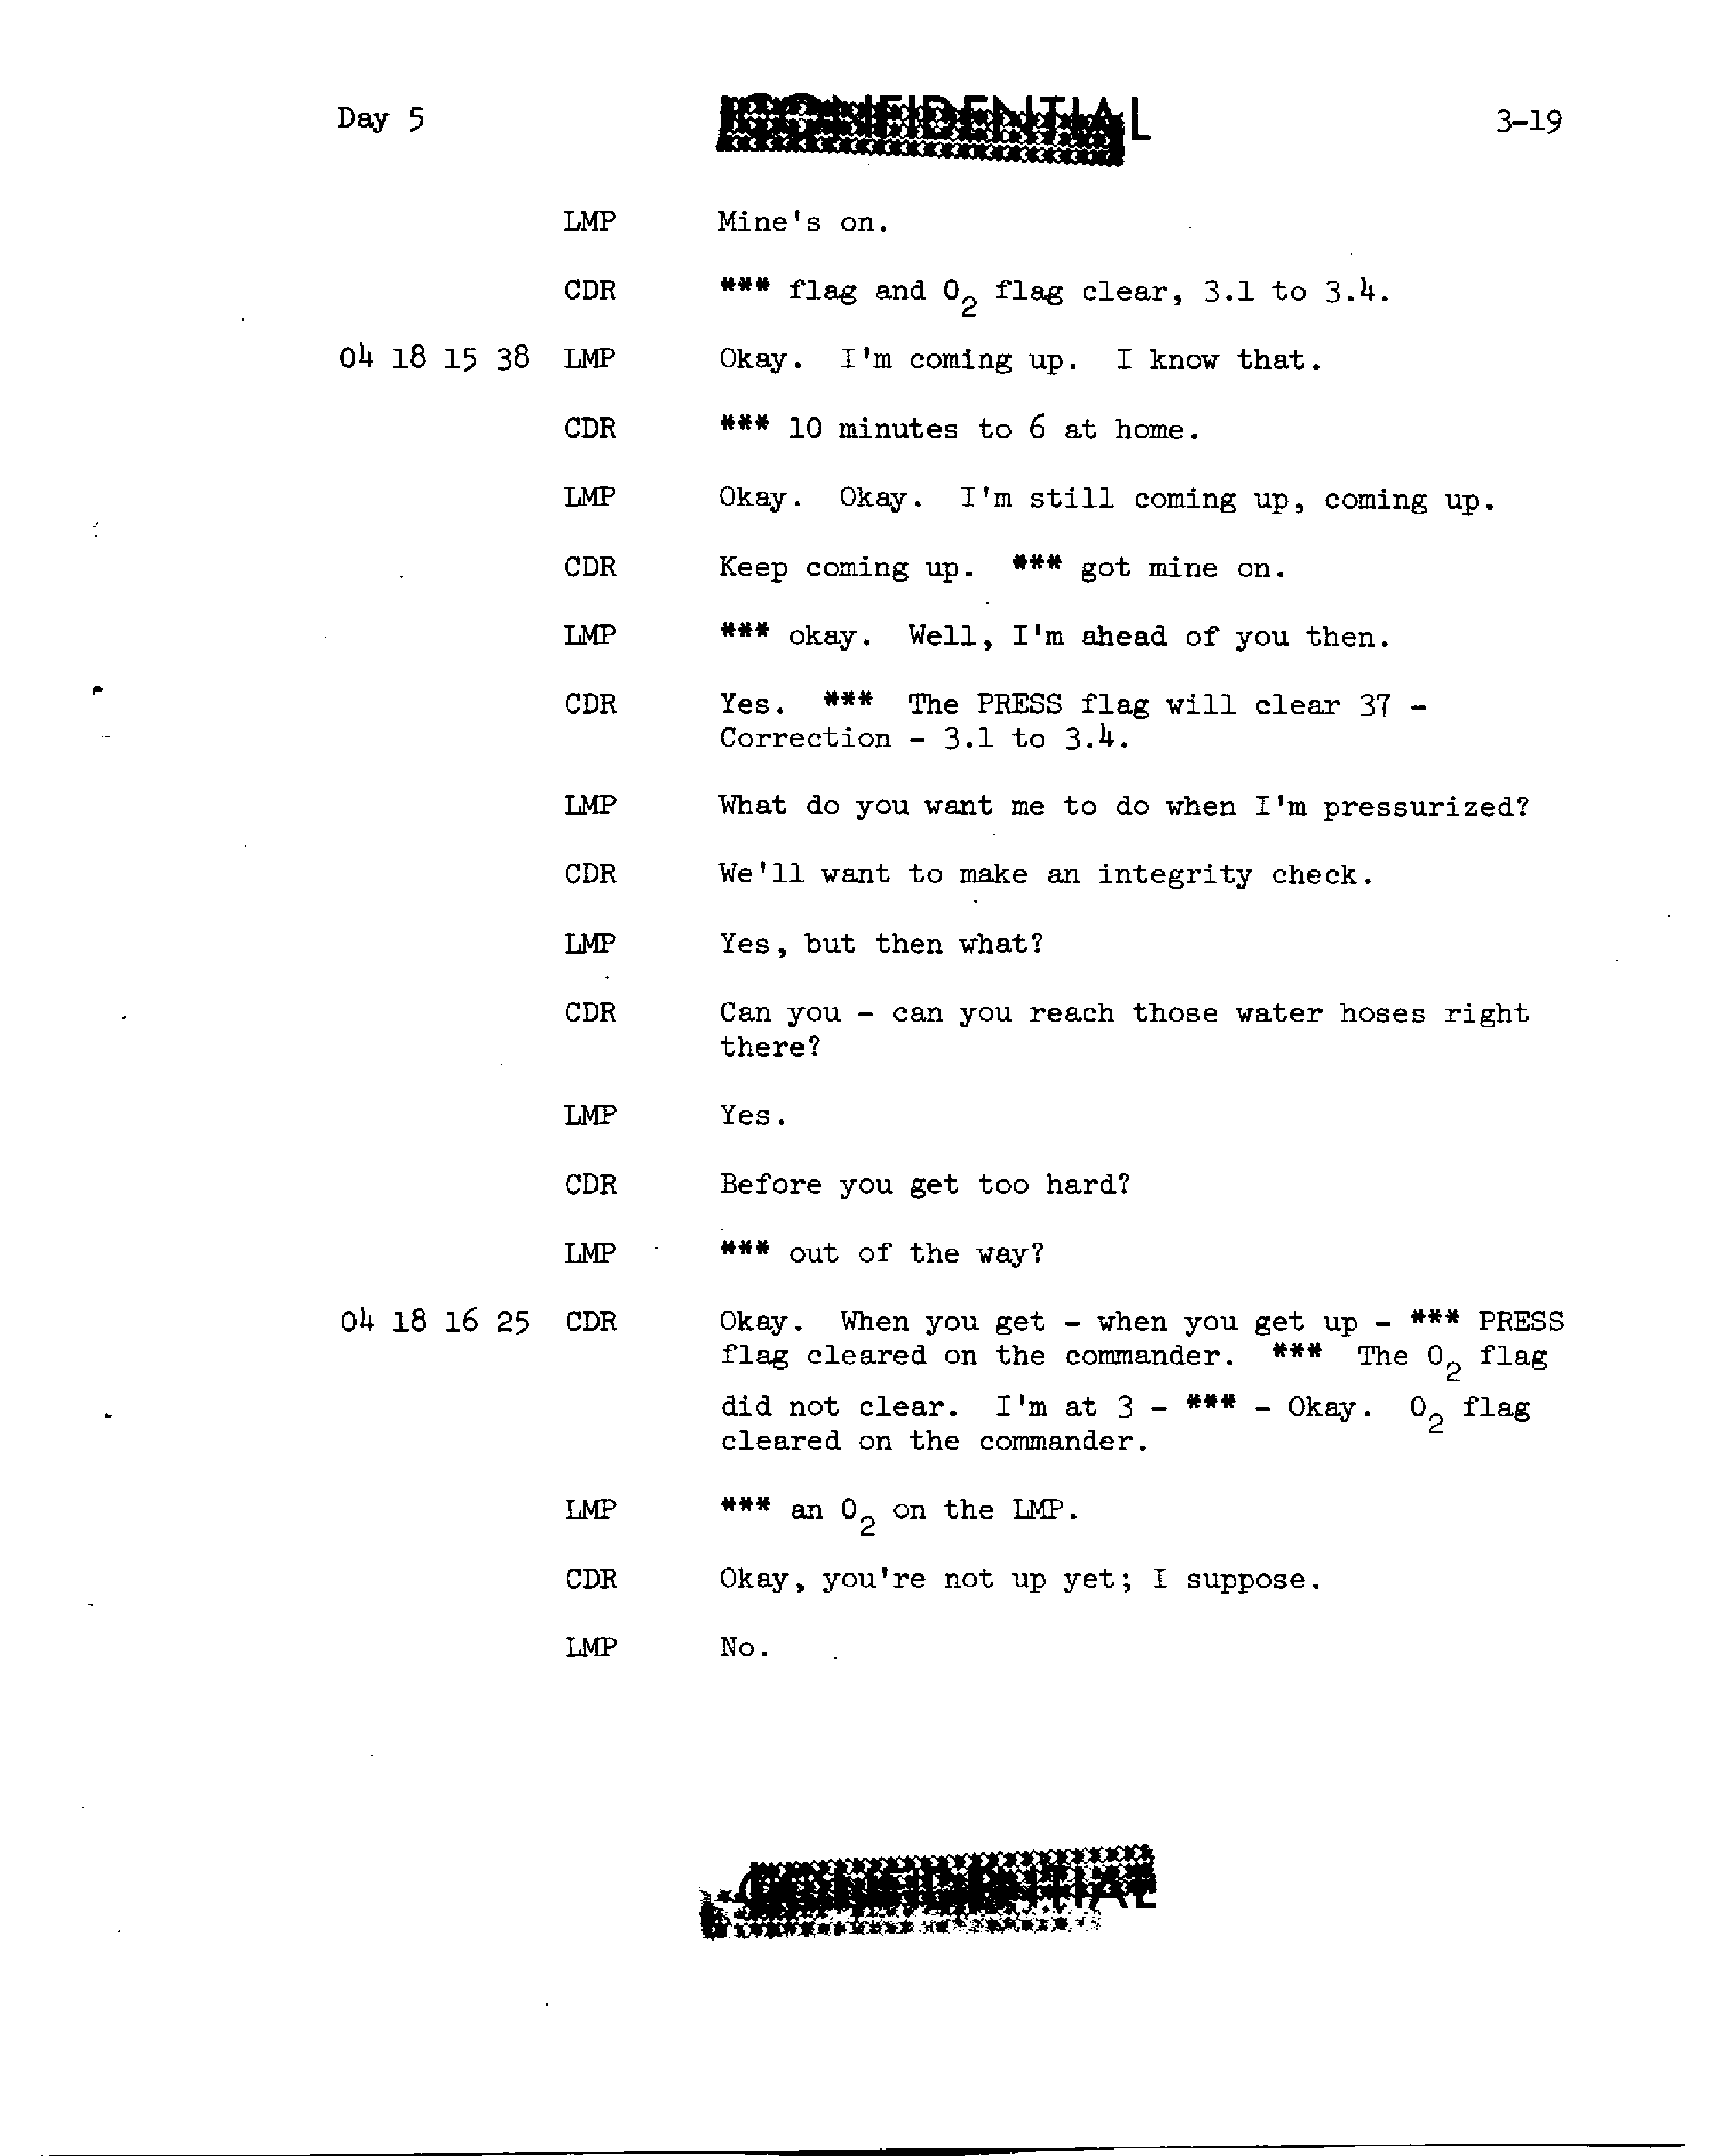 Day 5 CONFIDENTIAL 3-19
LMP Mine's on.
CDR *** flag and O2 flag clear, 3.1 to 3.4.
04 18 15 38 LMP Okay. I'm coming up. I know that.
CDR *** 10 minutes to 6 at home.
LMP Okay. Okay. I'm still coming up, coming up.
CDR Keep coming up. *** got mine on.
LMP *** okay. Well, I'm ahead of you then.
CDR Yes. *** The PRESS flag will clear 37 -
Correction - 3.1 to 3.4.
LMP What do you want me to do when I'm pressurized?
CDR We'll want to make an integrity check.
LMP Yes, but then what?
CDR Can you - can you reach those water hoses right
there?
LMP Yes.
CDR Before you get too hard?
LMP *** out of the way?
04 18 16 25 CDR Okay. When you get - when you get up - *** PRESS
flag cleared on the commander. *** The O2 flag
did not clear. I'm at 3 - *** - Okay. O2 flag
cleared on the commander.
LMP *** an O2 on the LMP.
CDR Okay, you're not up yet; I suppose.
LMP No.
CONFIDENTIAL